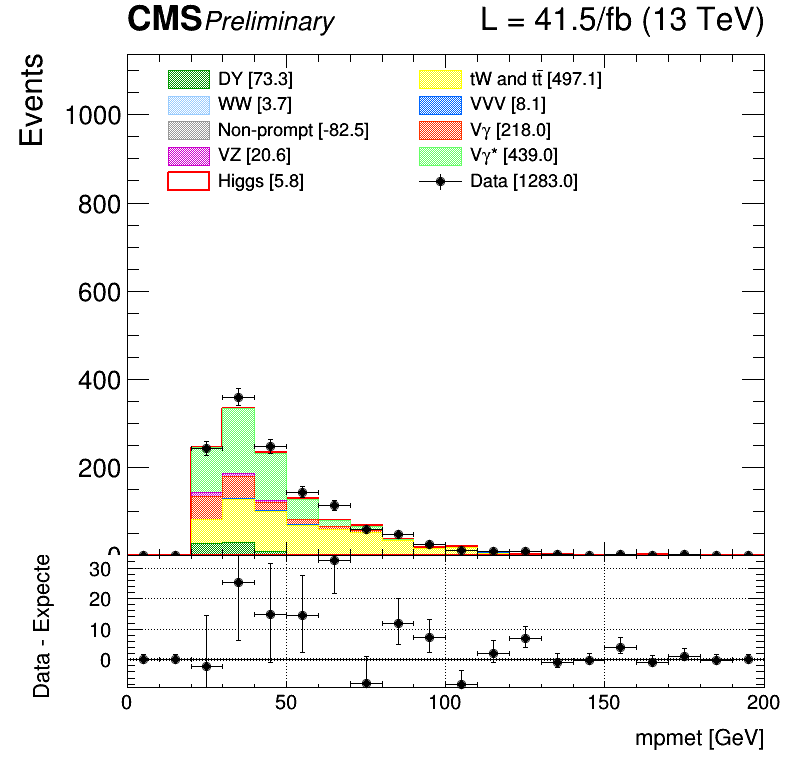 CMS Preliminary L = 41.5/fb (13 TeV)
Events
DY [73.3] tW and tt̄ [497.1]
WW [3.7] VVV [8.1]
Non-prompt [-82.5] Vγ [218.0]
VZ [20.6] Vγ* [439.0]
Higgs [5.8] Data [1283.0]
1000
800
600
400
200
0
Data - Expecte
30
20
10
0
0 50 100 150 200
mpmet [GeV]